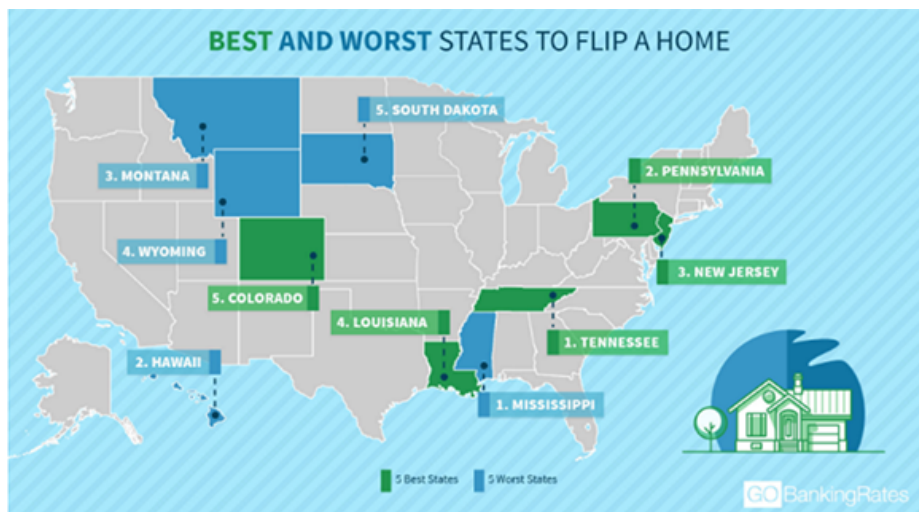 BEST AND WORST STATES TO FLIP A HOME
5. SOUTH DAKOTA
2. PENNSYLVANIA
3. MONTANA
4. WYOMING
3. NEW JERSEY
5. COLORADO
4. LOUISIANA
1. TENNESSEE
2. HAWAII
1. MISSISSIPPI
5 Best States
5 Worst States
GOBankingRates